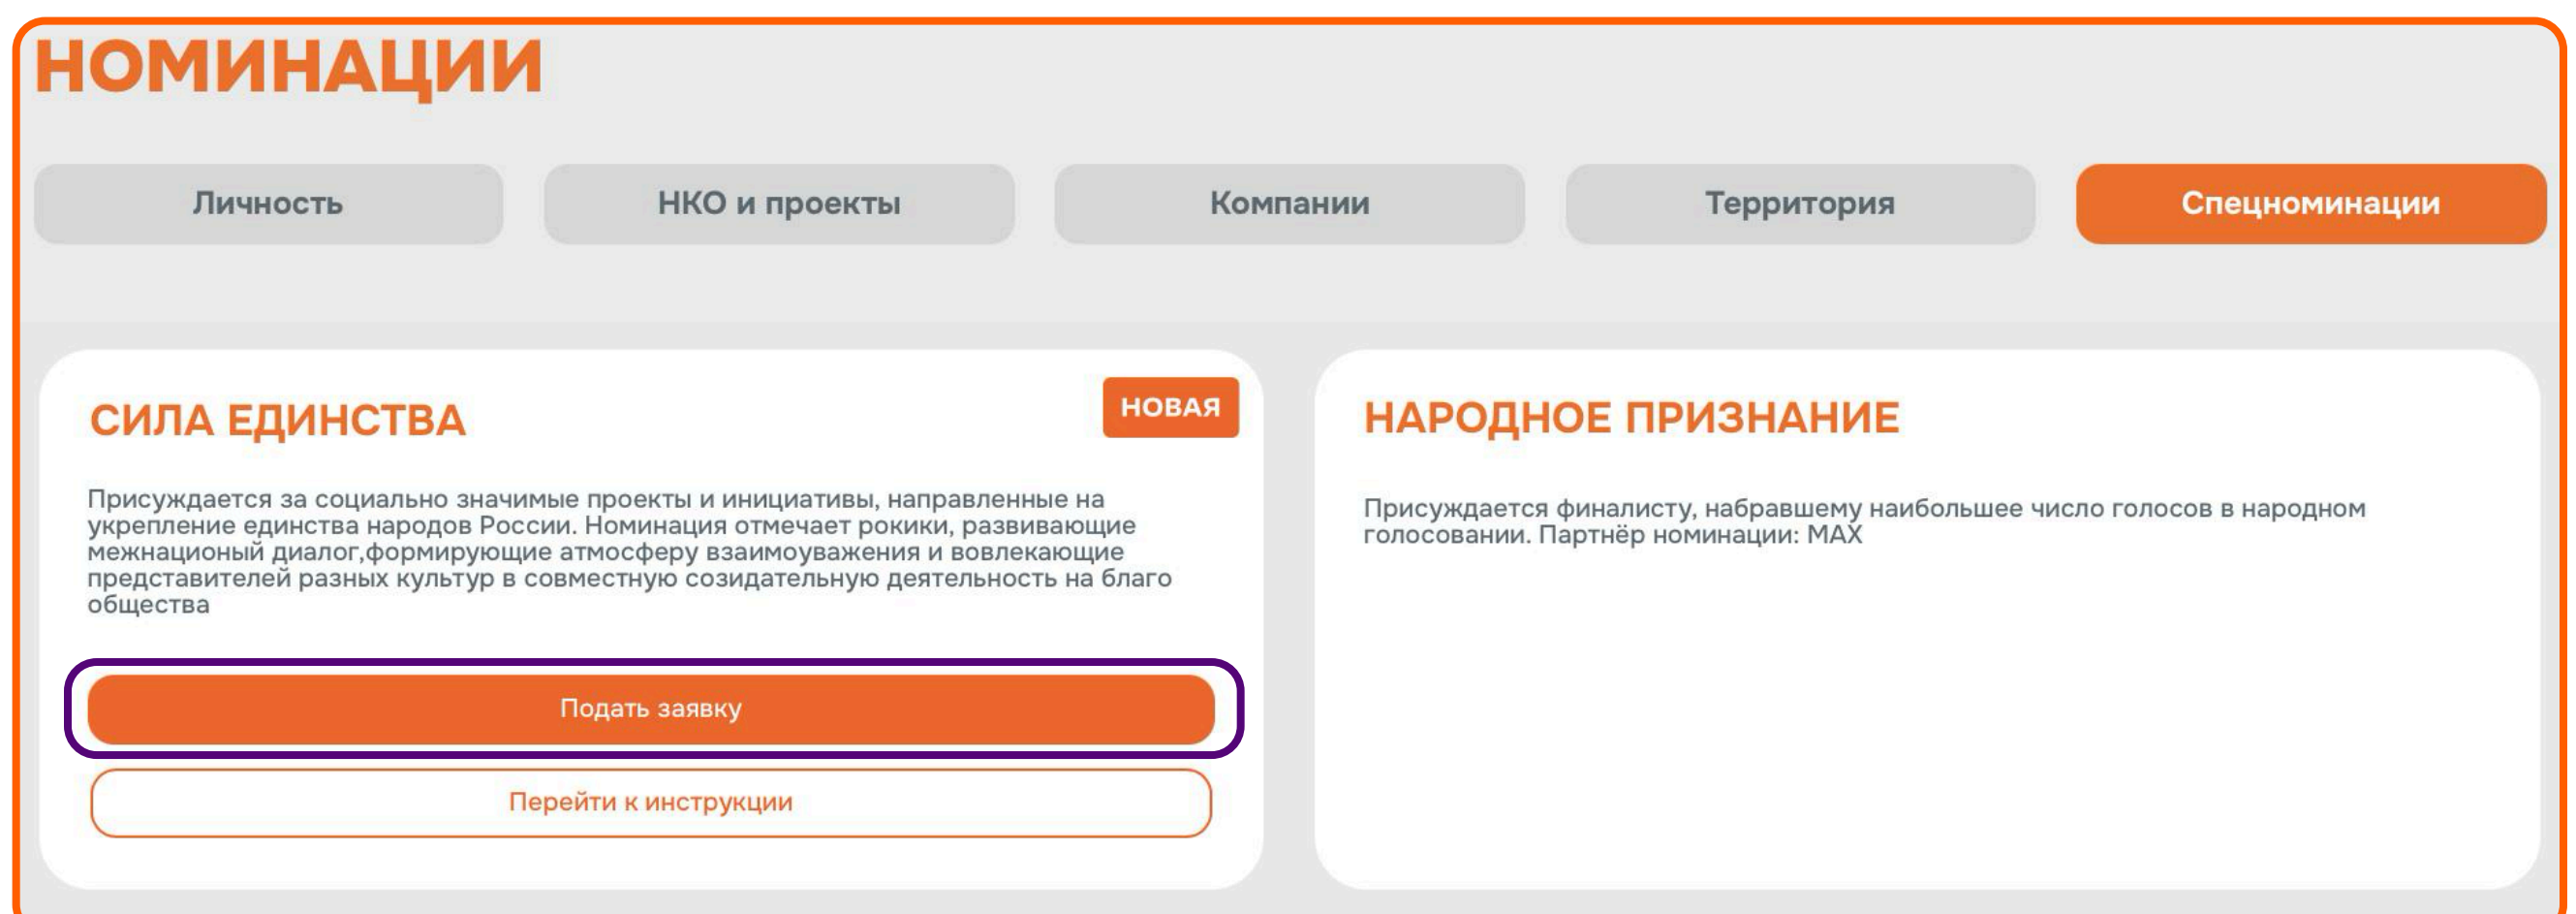 НОМИНАЦИИ
Личность
НКО и проекты
Компании
Территория
Спецноминации
СИЛА ЕДИНСТВА
НОВАЯ
Присуждается за социально значимые проекты и инициативы, направленные на
укрепление единства народов России. Номинация отмечает рокики, развивающие
межнационый диалог,формирующие атмосферу взаимоуважения и вовлекающие
представителей разных культур в совместную созидательную деятельность на благо
общества
Подать заявку
Перейти к инструкции
НАРОДНОЕ ПРИЗНАНИЕ
Присуждается финалисту, набравшему наибольшее число голосов в народном
голосовании. Партнёр номинации: МАХ